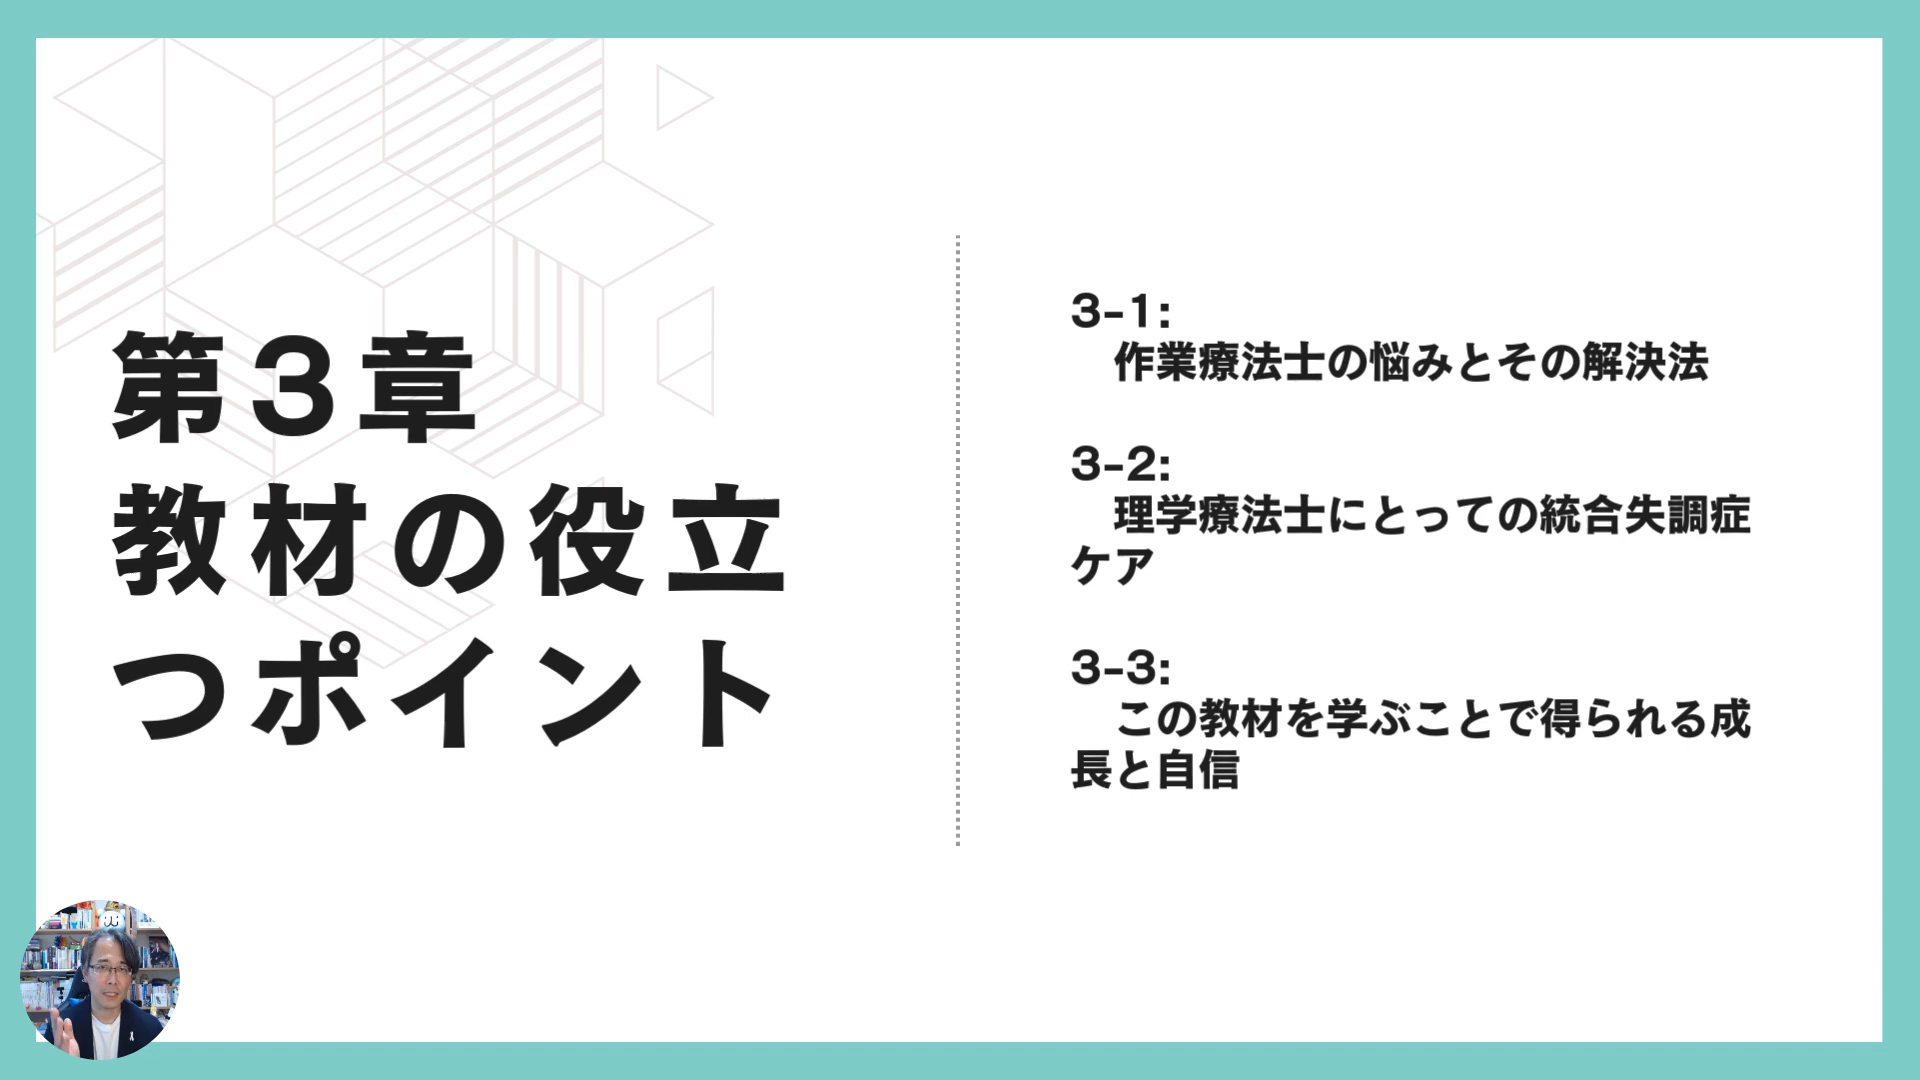 第３章
教材の役立
つポイント
3-1:
　作業療法士の悩みとその解決法
3-2:
　理学療法士にとっての統合失調症
ケア
3-3:
　この教材を学ぶことで得られる成
長と自信